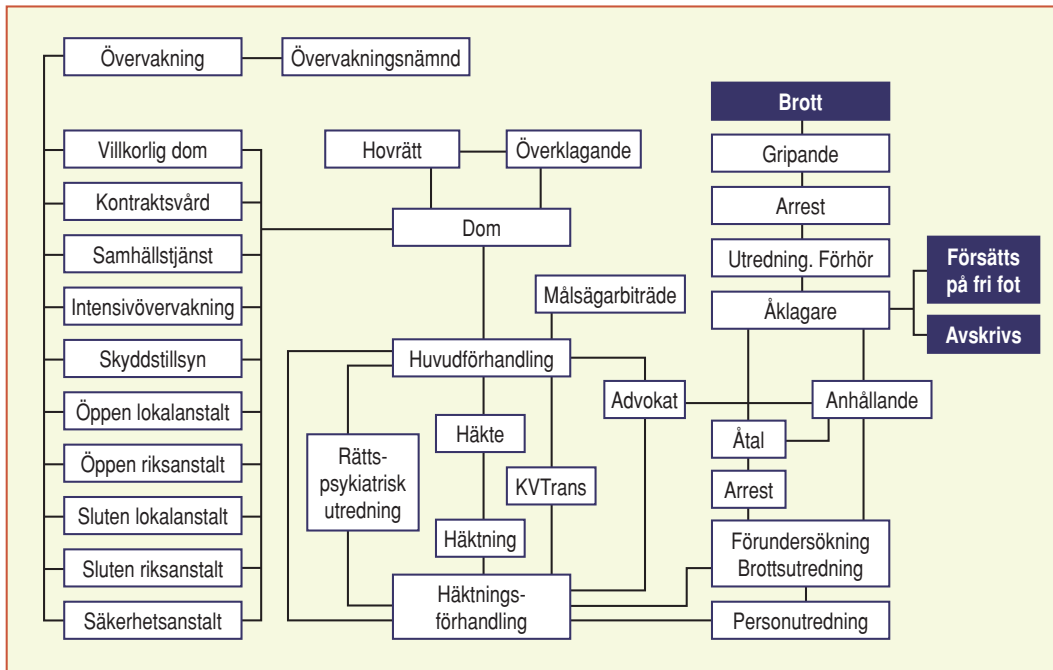 Övervakning
Övervakningsnämnd
Villkorlig dom
Kontraktsvård
Samhällstjänst
Intensivövervakning
Skyddstillsyn
Öppen lokalanstalt
Öppen riksanstalt
Sluten lokalanstalt
Sluten riksanstalt
Säkerhetsanstalt
Hovrätt
Överklagande
Dom
Målsägarbiträde
Huvudförhandling
Advokat
Rätts-
psykiatrisk
utredning
Häkte
KVTrans
Häktning
Häktnings-
förhandling
Brott
Gripande
Arrest
Utredning. Förhör
Åklagare
Försätts
på fri fot
Avskrivs
Anhållande
Åtal
Arrest
Förundersökning
Brottsutredning
Personutredning